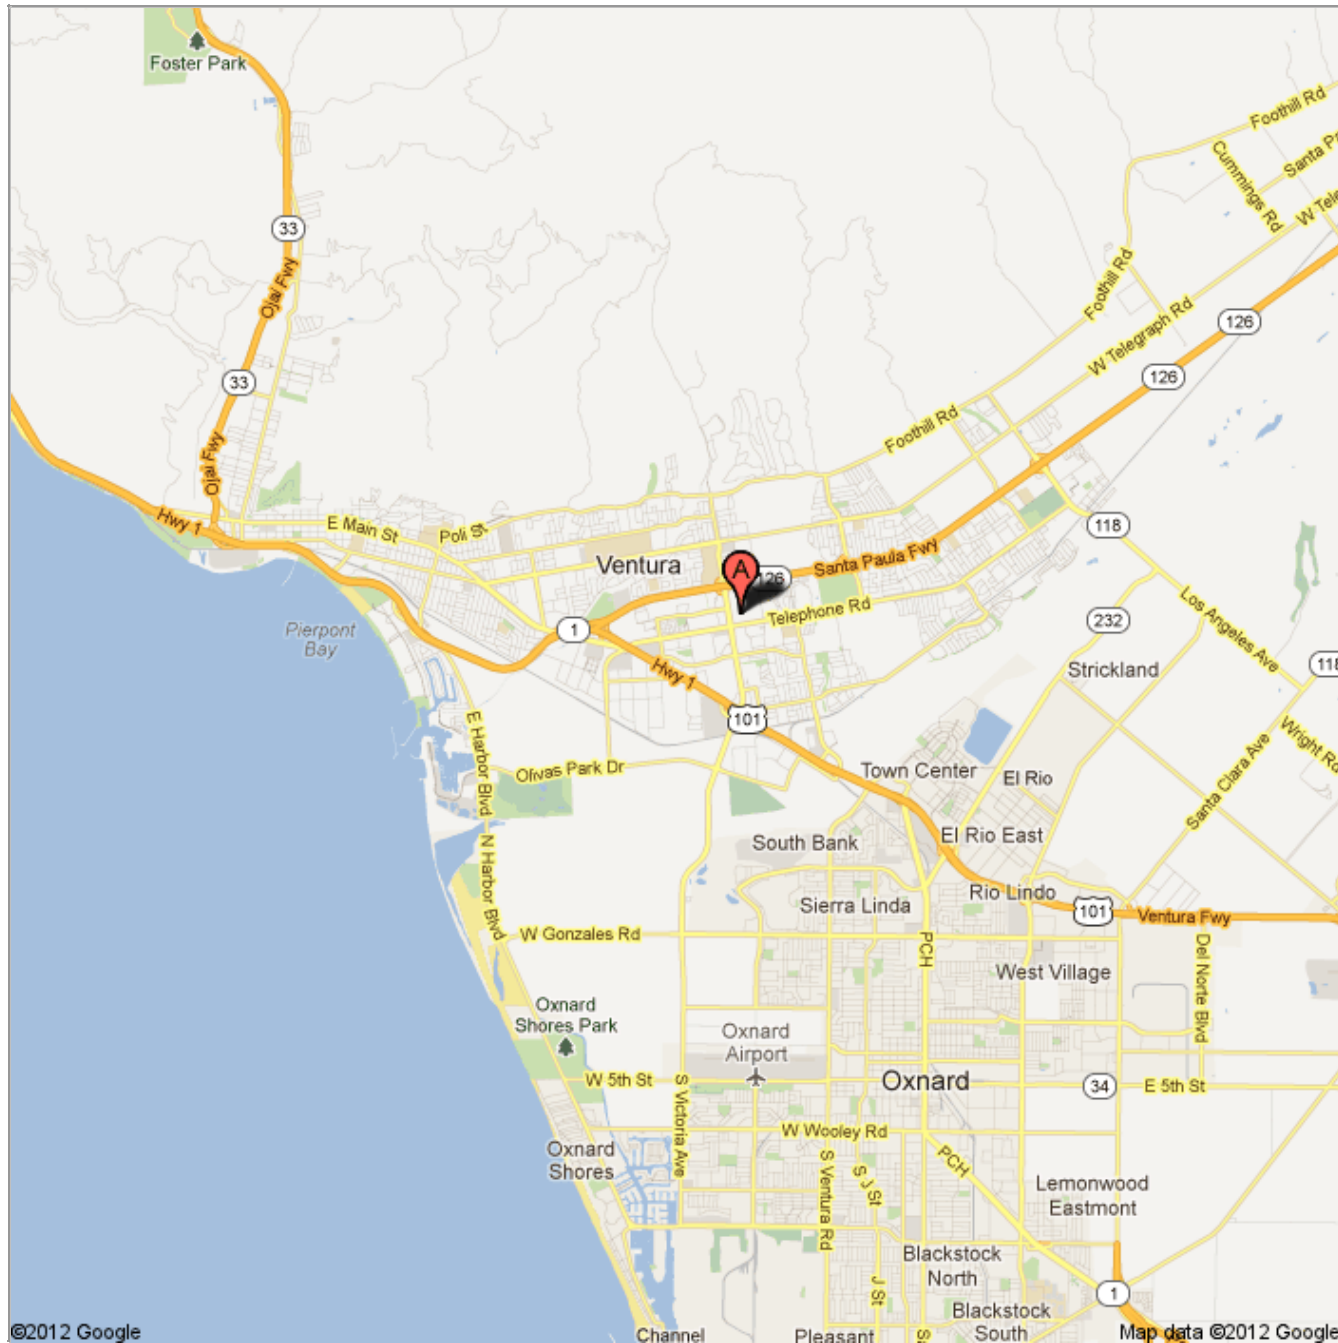 Foster Park
Foothill Rd
Cummings Rd
Santa Pa
W Tele
33
Ojai Fwy
Foothill Rd
W Telegraph Rd
126
126
33
Ojai Fwy
Foothill Rd
Hwy 1
E Main St
Poli St
118
Ventura
A
126
Santa Paula Fwy
Los Angeles Ave
Telephone Rd
232
Pierpont
Bay
1
Hwy 1
Strickland
118
E Harbor Blvd
101
Wright Rd
Santa Clara Ave
Olivas Park Dr
Town Center
El Rio
N Harbor Blvd
South Bank
El Rio East
Sierra Linda
Rio Lindo
101
Ventura Fwy
W Gonzales Rd
PCH
Del Norte Blvd
West Village
Oxnard
Shores Park
Oxnard
Airport
W 5th St
S Victoria Ave
Oxnard
34
E 5th St
W Wooley Rd
Oxnard
Shores
S Ventura Rd
S J St
PCH
Lemonwood
Eastmont
Blackstock
North
J St
1
Blackstock
South
©2012 Google
Channel
Pleasant
Map data ©2012 Google